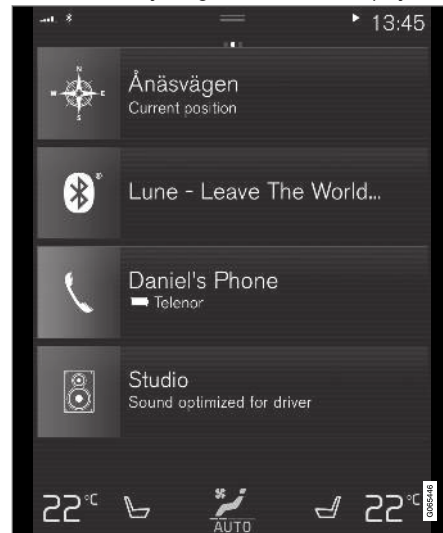 13:45
N
W E
S
Ånäsvägen
Current position
Lune - Leave The World...
Daniel's Phone
Telenor
Studio
Sound optimized for driver
22°C
AUTO
22°C
G065446